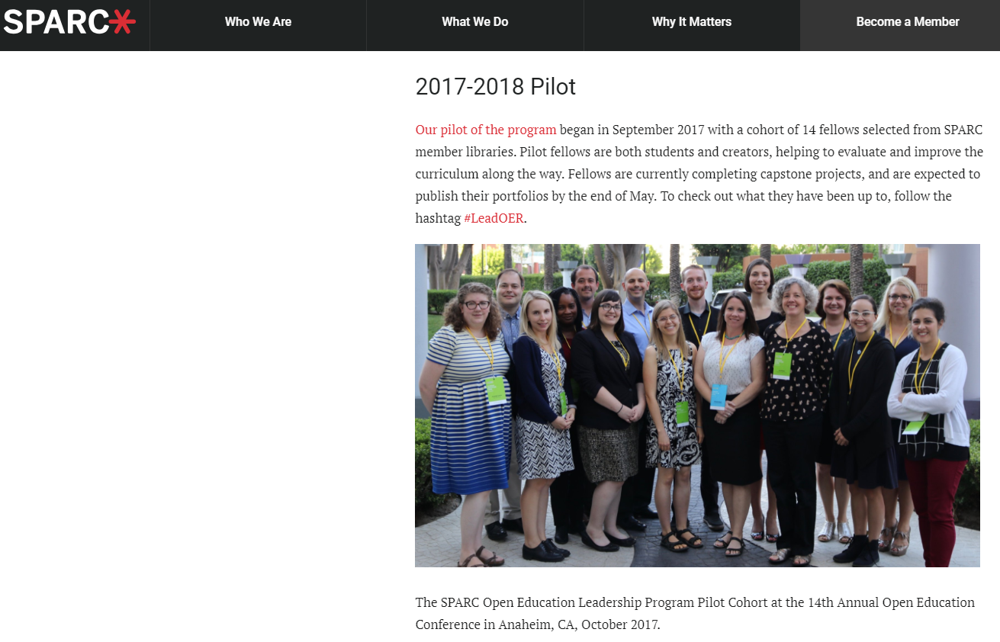 SPARC*
Who We Are
What We Do
Why It Matters
Become a Member
2017-2018 Pilot
Our pilot of the program began in September 2017 with a cohort of 14 fellows selected from SPARC
member libraries. Pilot fellows are both students and creators, helping to evaluate and improve the
curriculum along the way. Fellows are currently completing capstone projects, and are expected to
publish their portfolios by the end of May. To check out what they have been up to, follow the
hashtag #LeadOER.
The SPARC Open Education Leadership Program Pilot Cohort at the 14th Annual Open Education
Conference in Anaheim, CA, October 2017.